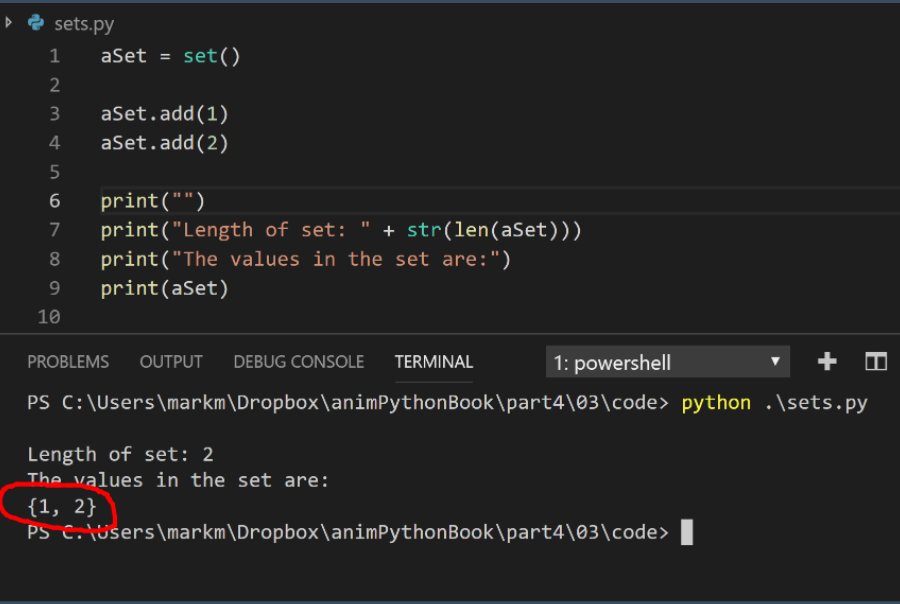 sets.py
1 aSet = set()
2
3 aSet.add(1)
4 aSet.add(2)
5
6 print("")
7 print("Length of set: " + str(len(aSet)))
8 print("The values in the set are:")
9 print(aSet)
10
PROBLEMS OUTPUT DEBUG CONSOLE TERMINAL 1: powershell
PS C:\Users\markm\Dropbox\animPythonBook\part4\03\code> python .\sets.py
Length of set: 2
The values in the set are:
{1, 2}
PS C:\Users\markm\Dropbox\animPythonBook\part4\03\code>